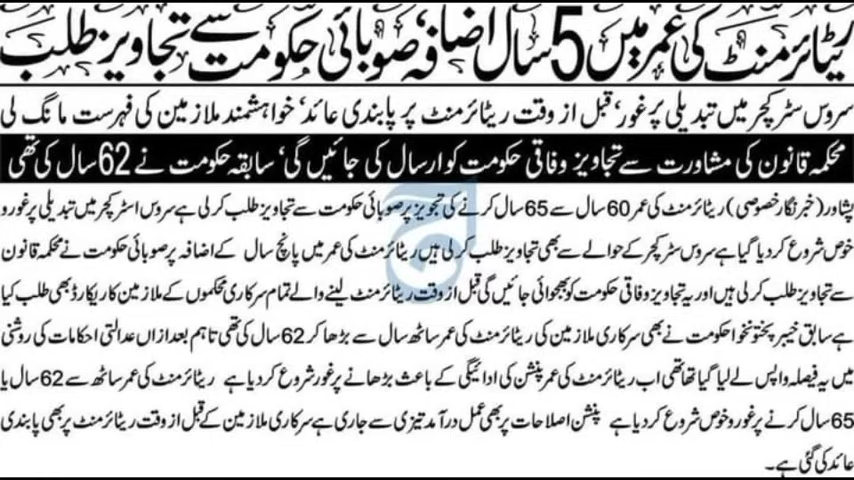 ریٹائرمنٹ کی عمر میں 5 سال اضافہ صوبائی حکومت سے تجاویز طلب
سروس سٹرکچر میں تبدیلی پر غور، قبل از وقت ریٹائرمنٹ پر پابندی عائد، خواہشمند ملازمین کی فہرست مانگ لی
محکمہ قانون کی مشاورت سے تجاویز وفاقی حکومت کو ارسال کی جائیں گی، سابقہ حکومت نے 62 سال کی تھی
پشاور (خبرنگار خصوصی) ریٹائرمنٹ کی عمر 60 سال سے 65 سال کرنے کی تجویز پر صوبائی حکومت سے تجاویز طلب کر لی ہے سروس اسٹرکچر میں تبدیلی پر غور و
خوص شروع کردیا گیا ہے سروس سٹرکچر کے حوالے سے بھی تجاویز طلب کرلی ہیں ریٹائرمنٹ کی عمر میں پانچ سال کے اضافہ پر صوبائی حکومت نے محکمہ قانون
سے تجاویز طلب کرلی ہیں اور یہ تجاویز وفاقی حکومت کو بھجوائی جائیں گی قبل از وقت ریٹائرمنٹ لینے والے تمام سرکاری محکموں کے ملازمین کا ریکارڈ بھی طلب کیا
ہے سابق خیبر پختونخوا حکومت نے بھی سرکاری ملازمین کی ریٹائرمنٹ کی عمر ساٹھ سال سے بڑھا کر 62 سال کی تھی تاہم بعد ازاں عدالتی احکامات کی روشنی
میں یہ فیصلہ واپس لے لیا گیا تھا تھی اب ریٹائرمنٹ کی عمر پنشن کی ادائیگی کے باعث بڑھانے پر غور شروع کردیا ہے ریٹائرمنٹ کی عمر ساٹھ سے 62 سال یا
65 سال کرنے پر غور و خوص شروع کردیا ہے پنشن اصلاحات پر بھی عمل درآمد تیزی سے جاری ہے سرکاری ملازمین کے قبل از وقت ریٹائرمنٹ پر بھی پابندی
عائد کی گئی ہے۔